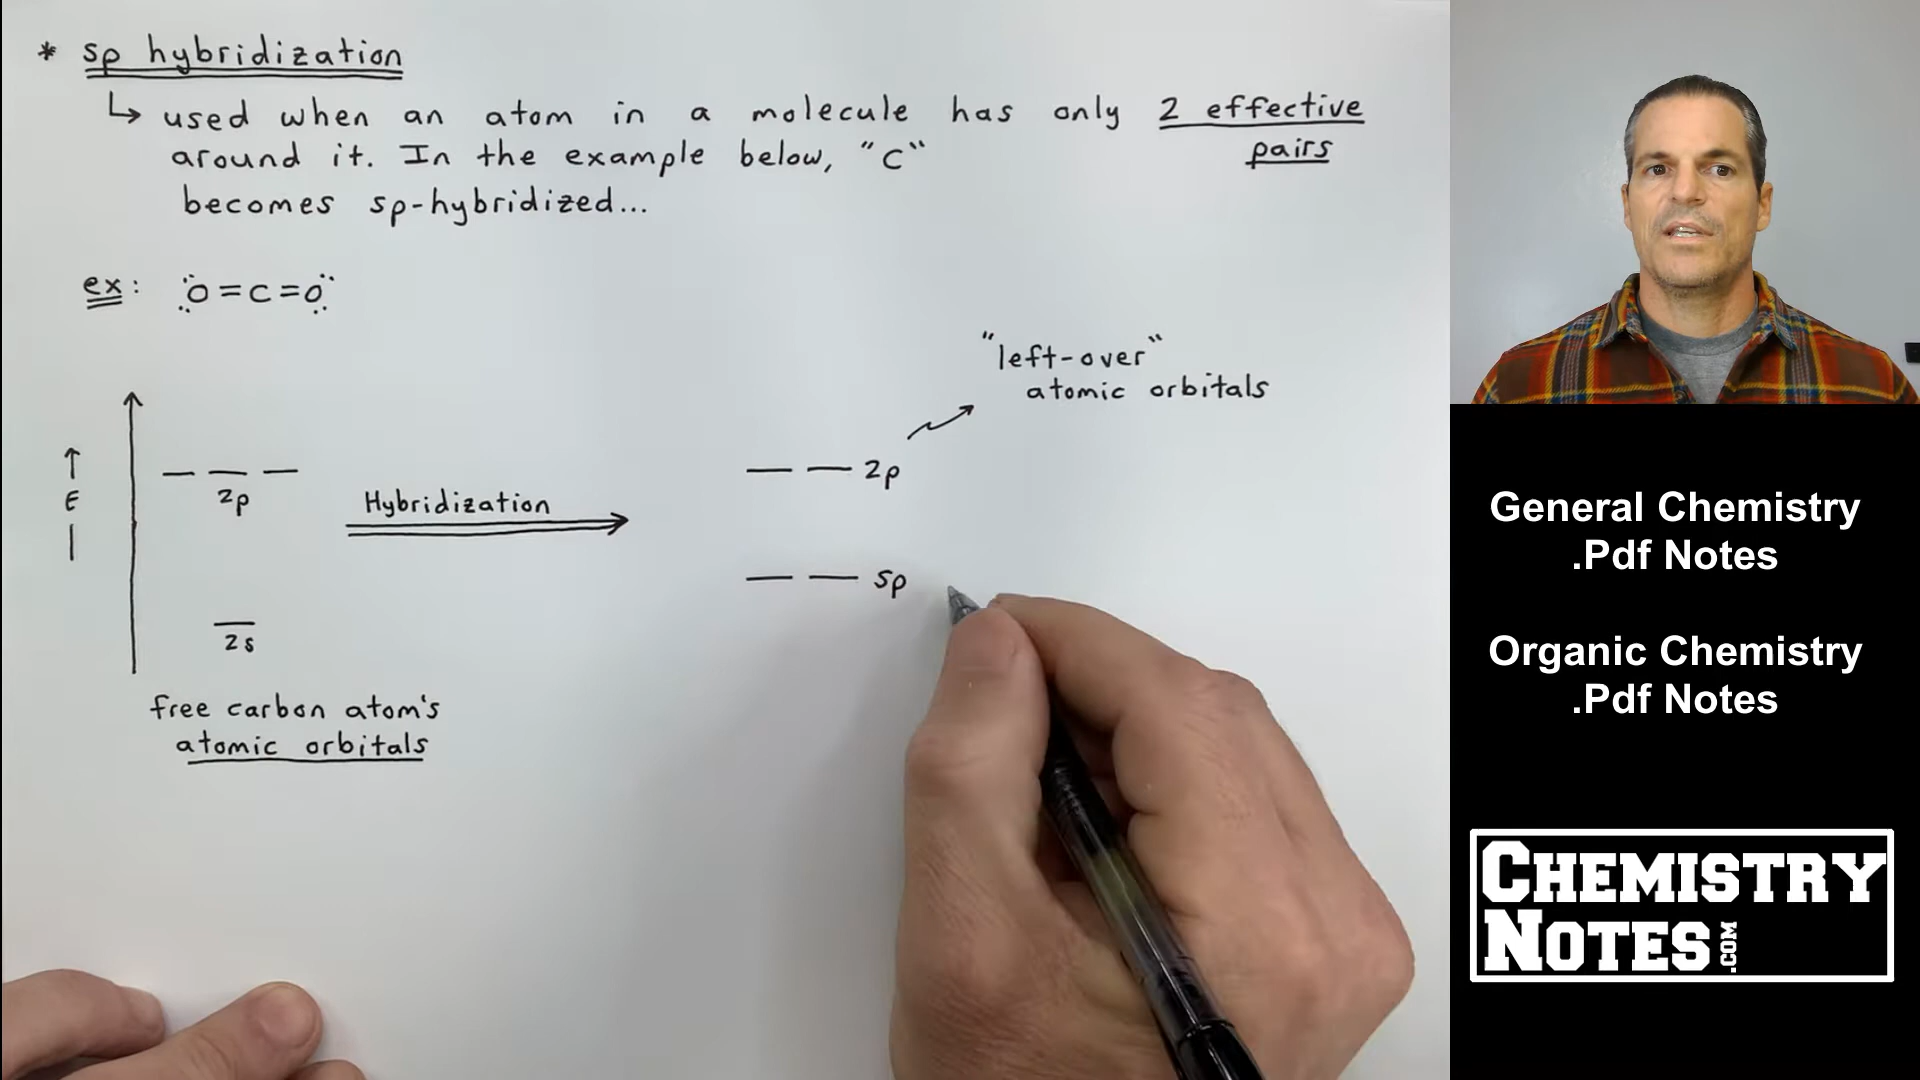 * sp hybridization
↳ used when an atom in a molecule has only 2 effective
pairs
around it. In the example below, "C"
becomes sp-hybridized...
ex: :Ö=C=Ö:
"left-over"
atomic orbitals
↑
E
2p
Hybridization
2p
sp
2s
free carbon atom's
atomic orbitals
General Chemistry
.Pdf Notes
Organic Chemistry
.Pdf Notes
CHEMISTRY
NOTES.COM